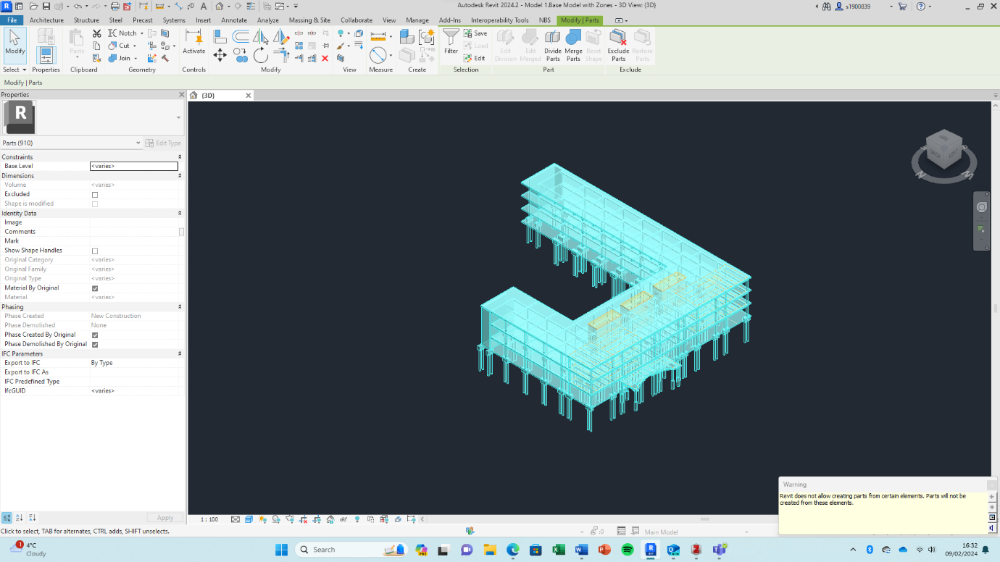 Autodesk Revit 2024.2 - Model 1.Base Model with Zones - 3D View: {3D}
s1900839
File Architecture Structure Steel Precast Systems Insert Annotate Analyze Massing & Site Collaborate View Manage Add-Ins Interoperability Tools NBS Modify | Parts
Modify
Paste
Notch
Cut
Join
Activate
Filter
Save
Load
Edit
Edit Division
Edit Merged
Divide Parts
Merge Parts
Reset Shape
Exclude Parts
Restore Parts
Select Properties Clipboard Geometry Controls Modify View Measure Create Selection Part Exclude
Modify | Parts
Properties
{3D}
R
Parts (910)
Edit Type
Constraints
Base Level <varies>
Dimensions
Volume <varies>
Excluded
Shape is modified
Identity Data
Image
Comments
Mark
Show Shape Handles
Original Category <varies>
Original Family <varies>
Original Type <varies>
Material By Original
Material <varies>
Phasing
Phase Created New Construction
Phase Demolished None
Phase Created By Original
Phase Demolished By Original
IFC Parameters
Export to IFC By Type
Export to IFC As
IFC Predefined Type
IfcGUID <varies>
Apply
TOP
BACK LEFT
N
Warning
Revit does not allow creating parts from certain elements. Parts will not be
created from these elements.
1 : 100
Click to select, TAB for alternates, CTRL adds, SHIFT unselects.
:0
Main Model
1
4°C
Cloudy
Search
16:32
09/02/2024